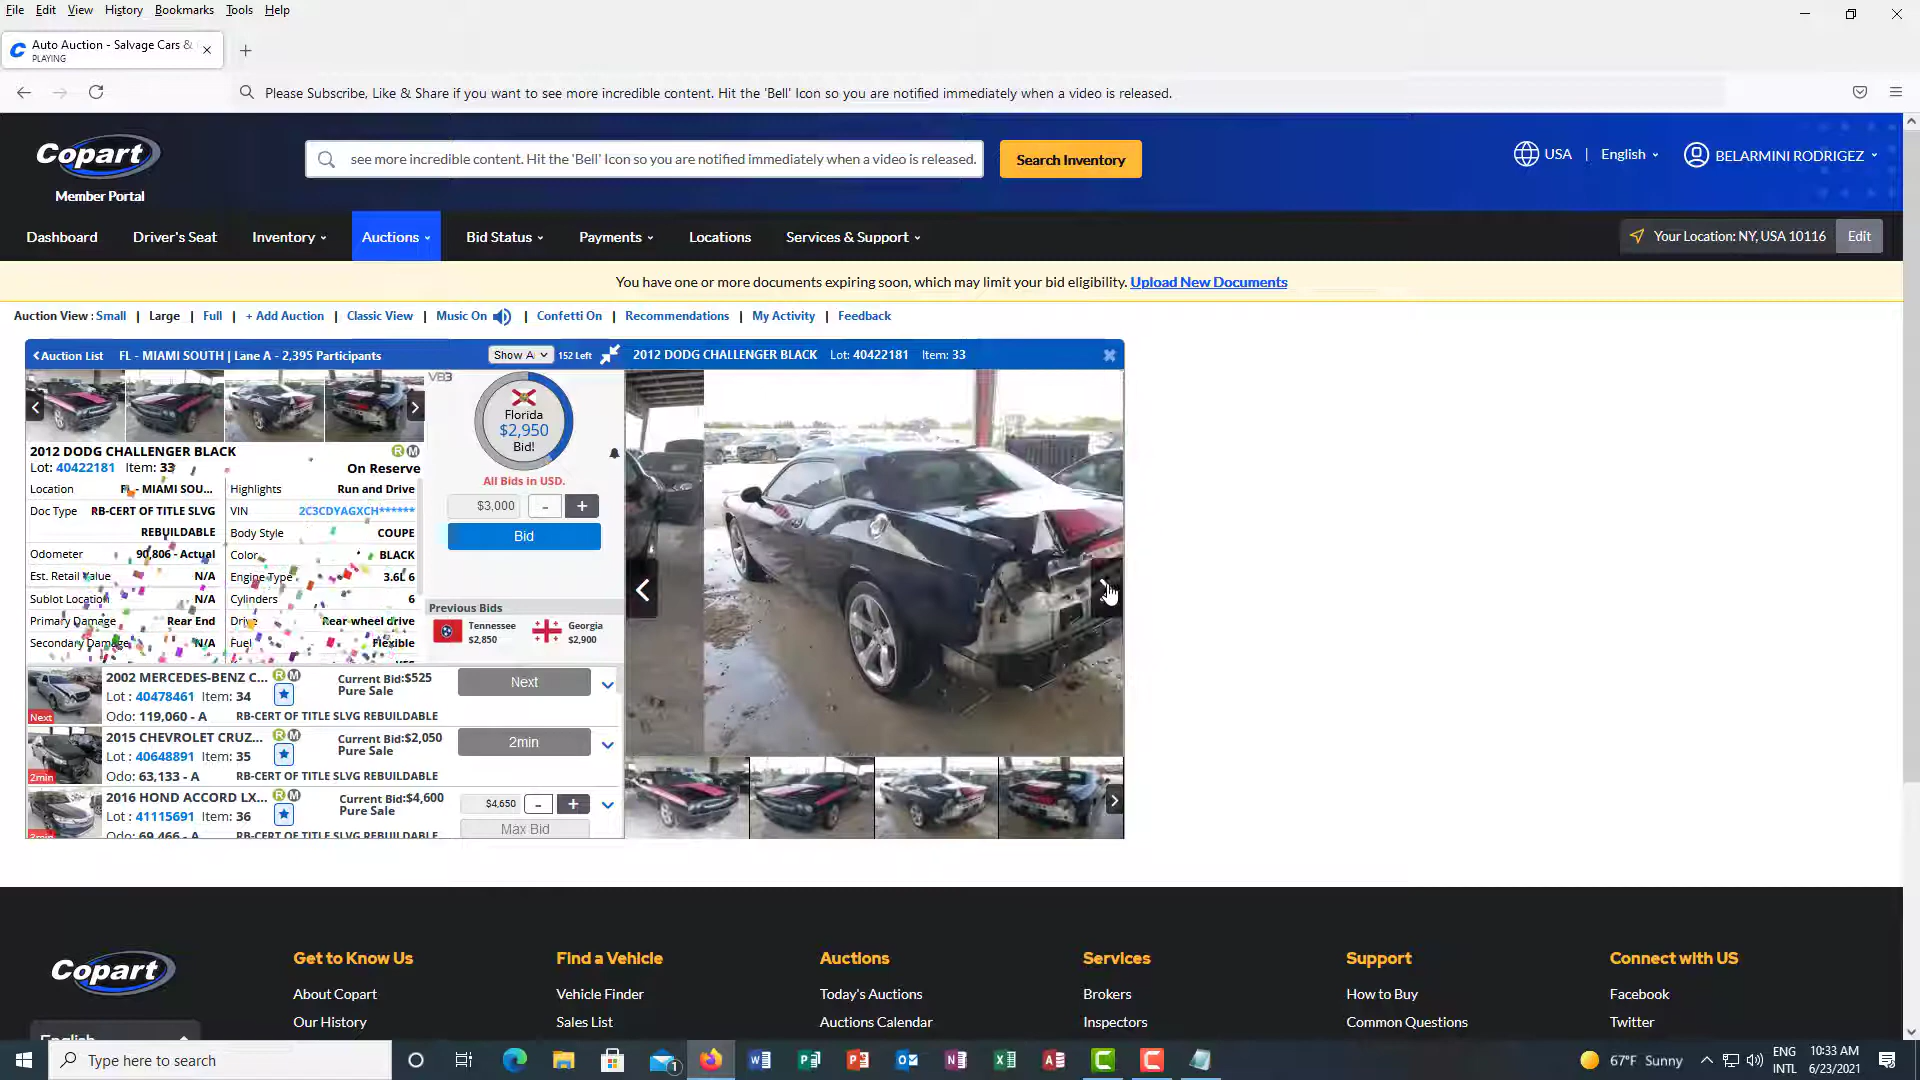 File Edit View History Bookmarks Tools Help
Auto Auction - Salvage Cars &
PLAYING
Please Subscribe, Like & Share if you want to see more incredible content. Hit the 'Bell' Icon so you are notified immediately when a video is released.
Copart
Member Portal
see more incredible content. Hit the 'Bell' Icon so you are notified immediately when a video is released.
Search Inventory
USA | English
BELARMINI RODRIGEZ
Dashboard Driver's Seat Inventory Auctions Bid Status Payments Locations Services & Support
Your Location: NY, USA 10116 Edit
You have one or more documents expiring soon, which may limit your bid eligibility. Upload New Documents
Auction View : Small | Large | Full | + Add Auction | Classic View | Music On | Confetti On | Recommendations | My Activity | Feedback
Auction List FL - MIAMI SOUTH | Lane A - 2,395 Participants
Show A 152 Left
2012 DODG CHALLENGER BLACK Lot: 40422181 Item: 33
VB3
Florida
$2,950
Bid!
All Bids in USD.
$3,000 - +
Bid
Previous Bids
Tennessee
$2,850
Georgia
$2,900
2012 DODG CHALLENGER BLACK R M
Lot: 40422181 Item: 33 On Reserve
Location FL - MIAMI SOU...
Doc Type RB-CERT OF TITLE SLVG
REBUILDABLE
Odometer 90,806 - Actual
Est. Retail Value N/A
Sublot Location N/A
Primary Damage Rear End
Secondary Damage N/A
Highlights Run and Drive
VIN 2C3CDYAGXCH******
Body Style COUPE
Color BLACK
Engine Type 3.6L 6
Cylinders 6
Drive Rear wheel drive
Fuel Flexible
2002 MERCEDES-BENZ C... R M
Lot : 40478461 Item: 34
Odo: 119,060 - A RB-CERT OF TITLE SLVG REBUILDABLE
Current Bid:$525
Pure Sale
Next
Next
2015 CHEVROLET CRUZ... R M
Lot : 40648891 Item: 35
Odo: 63,133 - A RB-CERT OF TITLE SLVG REBUILDABLE
Current Bid:$2,050
Pure Sale
2min
2min
2016 HOND ACCORD LX... R M
Lot : 41115691 Item: 36
Odo: 69,466 - A RB-CERT OF TITLE SLVG REBUILDABLE
Current Bid:$4,600
Pure Sale
$4,650 - +
Max Bid
Copart
English
Get to Know Us
About Copart
Our History
Find a Vehicle
Vehicle Finder
Sales List
Auctions
Today's Auctions
Auctions Calendar
Services
Brokers
Inspectors
Support
How to Buy
Common Questions
Connect with US
Facebook
Twitter
Type here to search
1
67°F Sunny
ENG
INTL
10:33 AM
6/23/2021